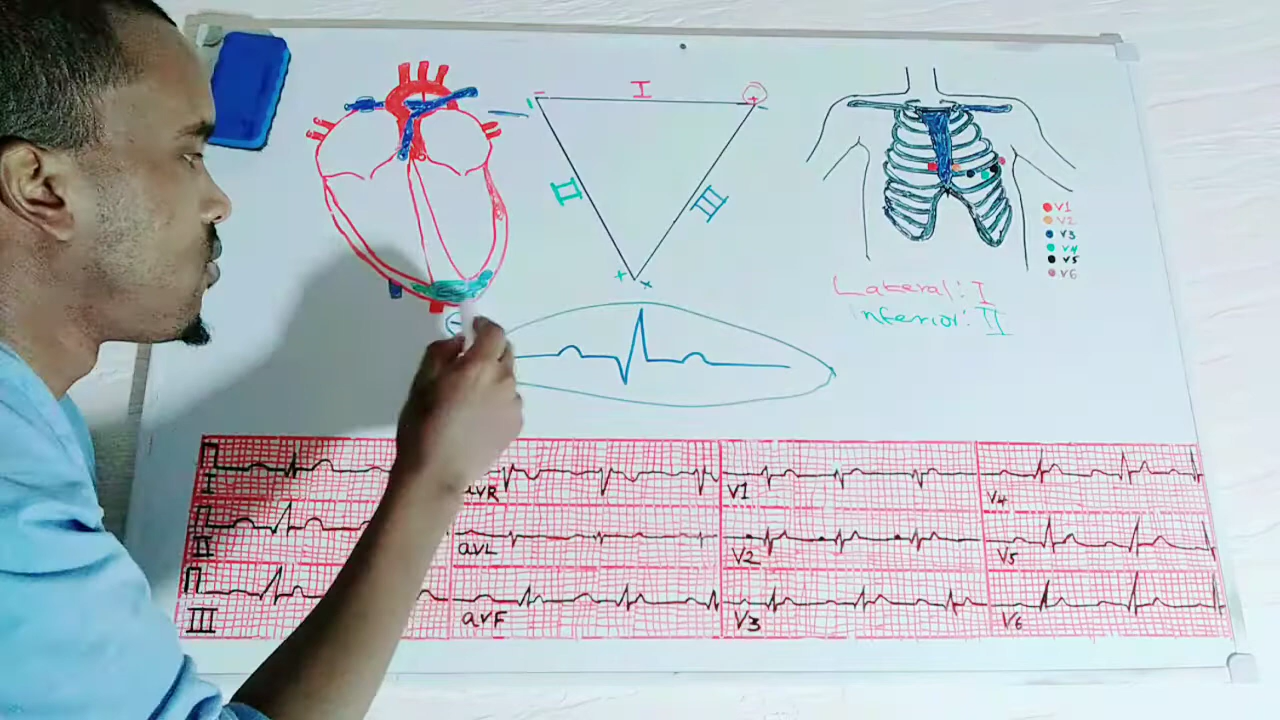 I
II
III
V1
V2
V3
V4
V5
V6
Lateral: I
Inferior: II
I
aVR
V1
V4
II
aVL
V2
V5
III
aVF
V3
V6